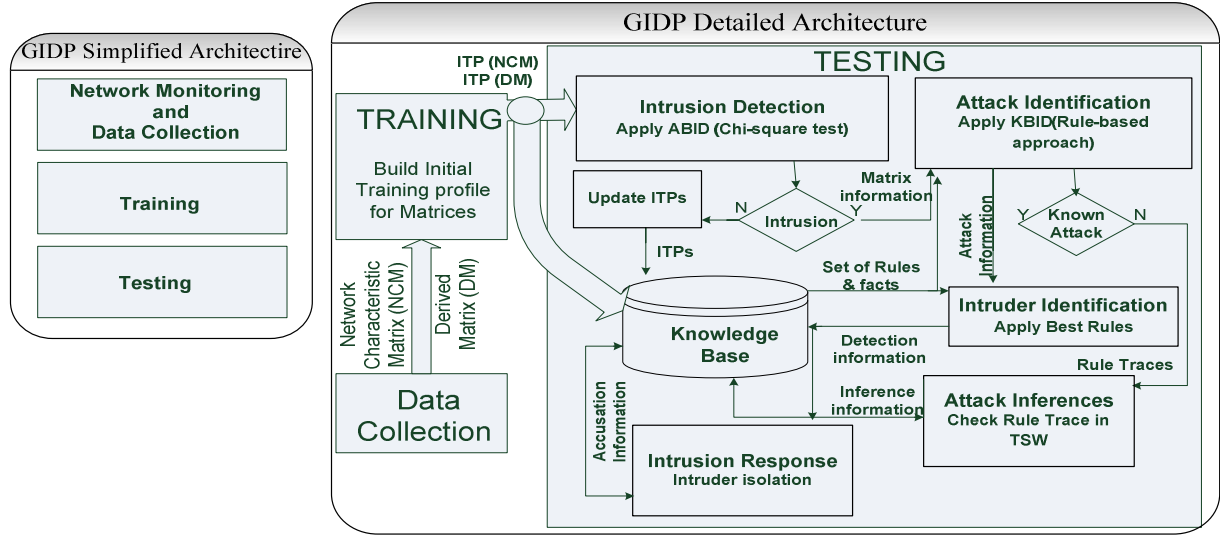 GIDP Simplified Architectire
Network Monitoring
and
Data Collection
Training
Testing
GIDP Detailed Architecture
ITP (NCM)
ITP (DM)
TRAINING
Build Initial
Training profile
for Matrices
Network
Characteristic
Matrix (NCM)
Derived
Matrix (DM)
Data
Collection
TESTING
Intrusion Detection
Apply ABID (Chi-square test)
Attack Identification
Apply KBID(Rule-based
approach)
Update ITPs
N
Intrusion
Y
Matrix
information
Attack
Information
Y
Known
Attack
N
ITPs
Set of Rules
& facts
Knowledge
Base
Intruder Identification
Apply Best Rules
Detection
information
Rule Traces
Inference
information
Attack Inferences
Check Rule Trace in
TSW
Accusation
Information
Intrusion Response
Intruder isolation